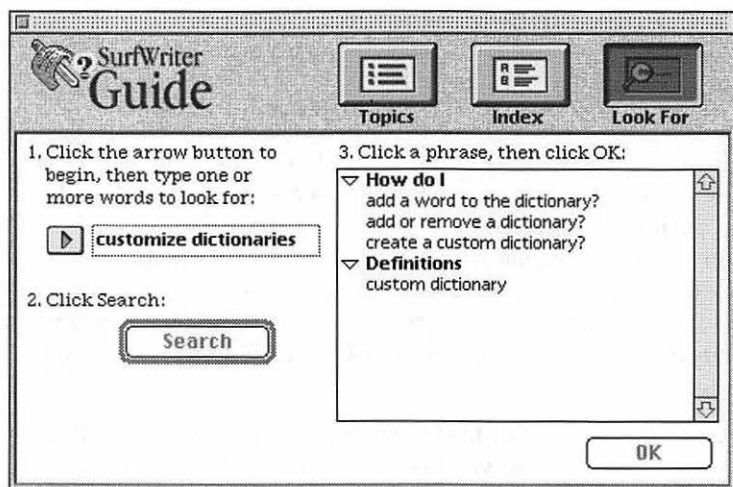 ?
SurfWriter
Guide
Topics
A
B
Index
Look For
1. Click the arrow button to
begin, then type one or
more words to look for:
customize dictionaries
2. Click Search:
Search
3. Click a phrase, then click OK:
How do I
add a word to the dictionary?
add or remove a dictionary?
create a custom dictionary?
Definitions
custom dictionary
OK